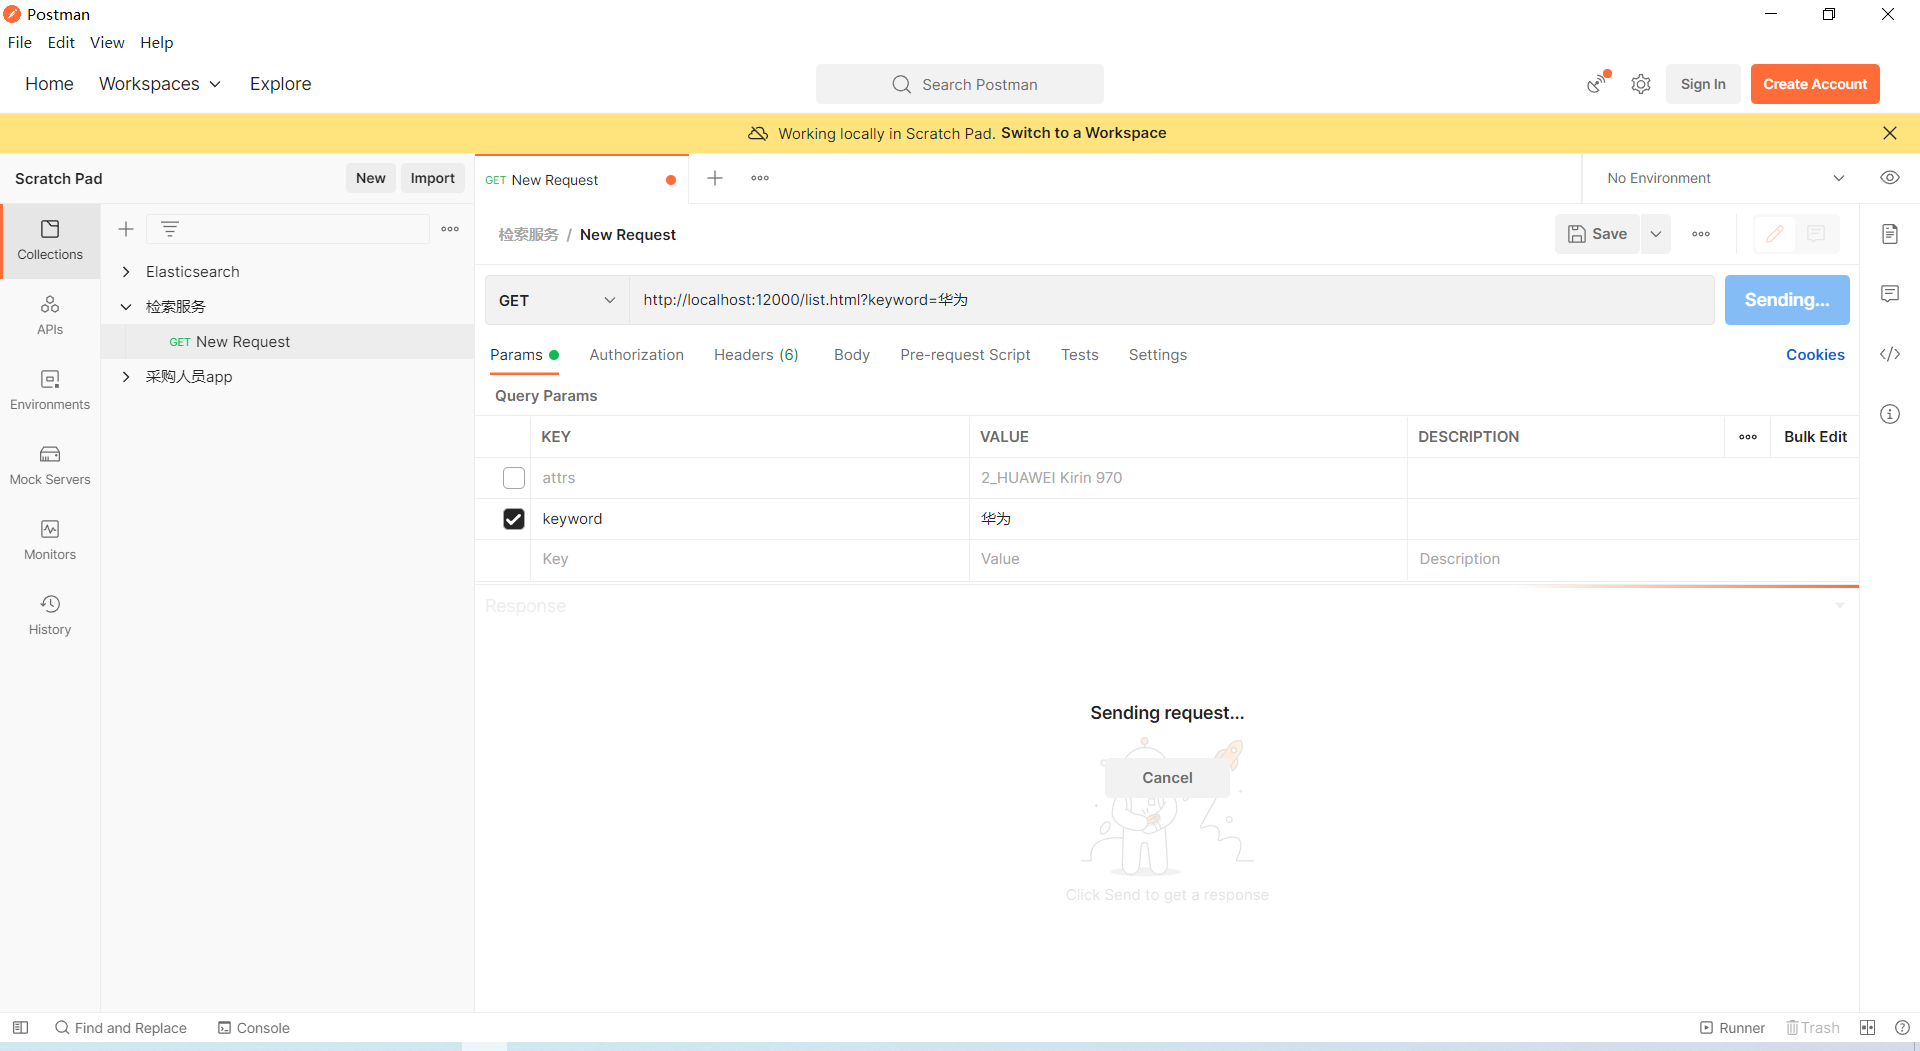 Postman
File Edit View Help
Home Workspaces Explore Search Postman Sign In Create Account
Working locally in Scratch Pad. Switch to a Workspace
Scratch Pad New Import GET New Request No Environment
检索服务 / New Request Save
Collections
Elasticsearch
检索服务
GET New Request
采购人员app
APIs
Environments
Mock Servers
Monitors
History
GET http://localhost:12000/list.html?keyword=华为 Sending...
Params Authorization Headers (6) Body Pre-request Script Tests Settings Cookies
Query Params
KEY VALUE DESCRIPTION Bulk Edit
attrs 2_HUAWEI Kirin 970
keyword 华为
Key Value Description
Response
Sending request...
Cancel
Click Send to get a response
Find and Replace Console Runner Trash